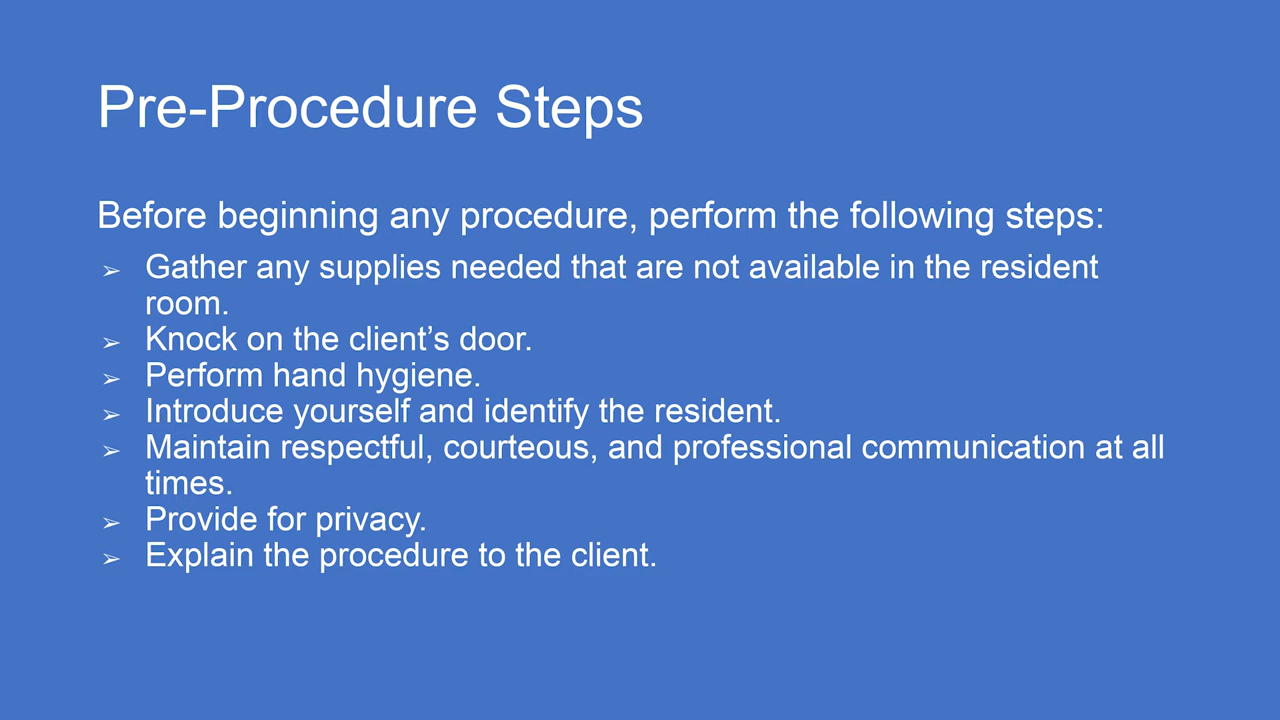 Pre-Procedure Steps
Before beginning any procedure, perform the following steps:
➢ Gather any supplies needed that are not available in the resident
room.
➢ Knock on the client’s door.
➢ Perform hand hygiene.
➢ Introduce yourself and identify the resident.
➢ Maintain respectful, courteous, and professional communication at all
times.
➢ Provide for privacy.
➢ Explain the procedure to the client.